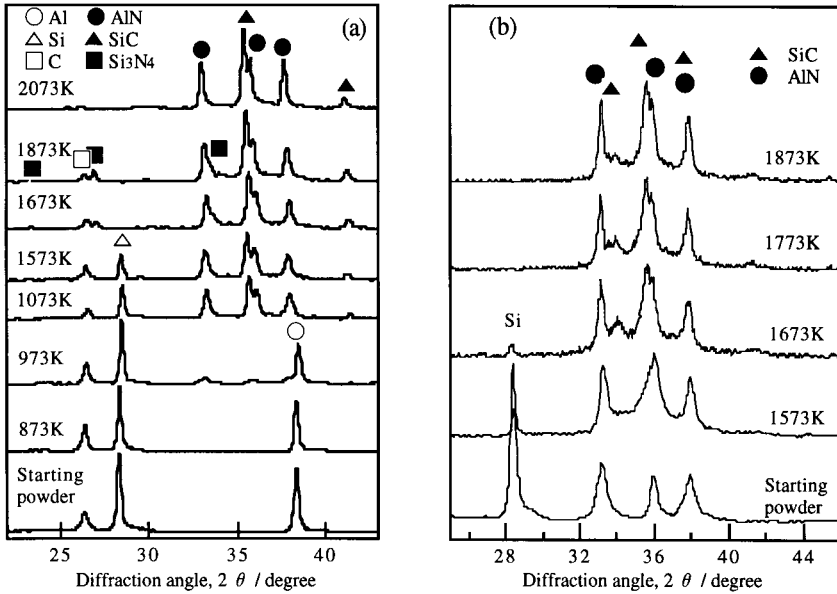 (a)
Al
AlN
Si
SiC
C
Si3N4
2073K
1873K
1673K
1573K
1073K
973K
873K
Starting
powder
25
30
35
40
Diffraction angle, 2 θ / degree
(b)
SiC
AlN
1873K
1773K
1673K
Si
1573K
Starting
powder
28
32
36
40
44
Diffraction angle, 2 θ / degree